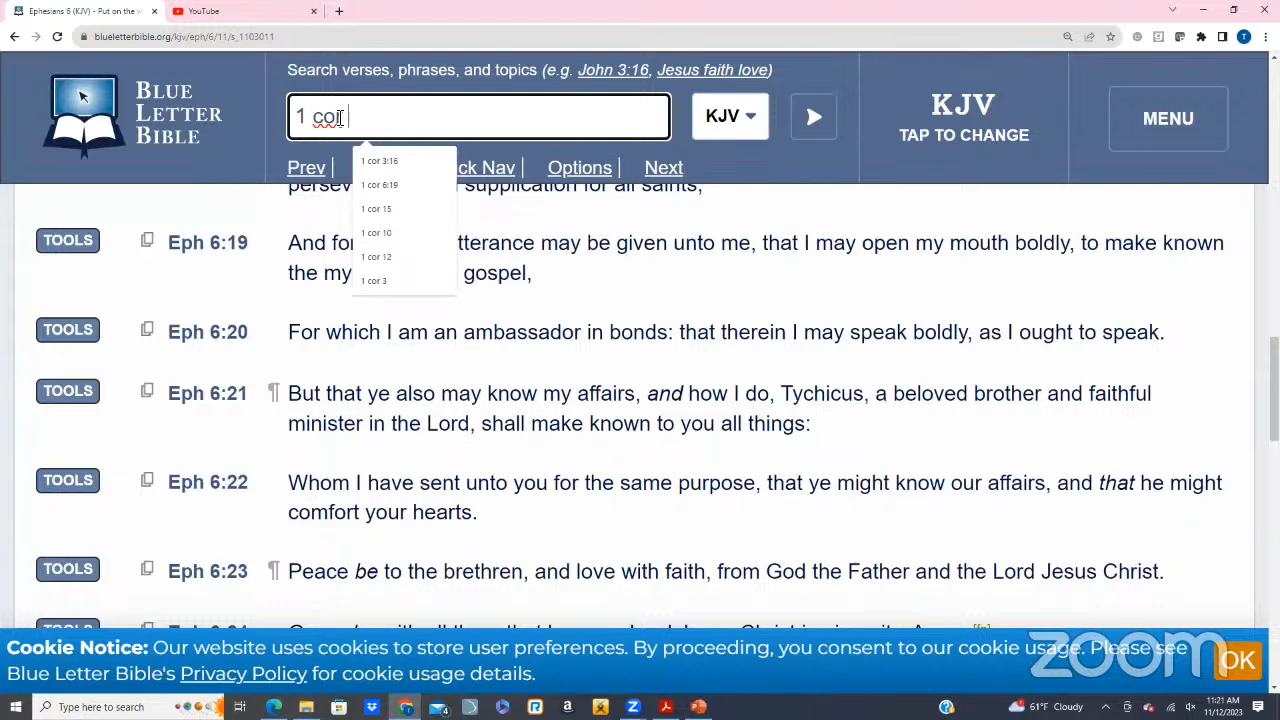 Ephesians 6 (KJV) - Put on the w
YouTube
blueletterbible.org/kjv/eph/6/11/s_1103011
Search verses, phrases, and topics (e.g. John 3:16, Jesus faith love)
BLUE
LETTER
BIBLE
1 cor
KJV
KJV
TAP TO CHANGE
MENU
Prev | ck Nav | Options | Next
1 cor 3:16
1 cor 6:19
1 cor 15
1 cor 10
1 cor 12
1 cor 3
supplication for all saints,
TOOLS Eph 6:19 And for tterance may be given unto me, that I may open my mouth boldly, to make known
the my gospel,
TOOLS Eph 6:20 For which I am an ambassador in bonds: that therein I may speak boldly, as I ought to speak.
TOOLS Eph 6:21 ¶ But that ye also may know my affairs, and how I do, Tychicus, a beloved brother and faithful
minister in the Lord, shall make known to you all things:
TOOLS Eph 6:22 Whom I have sent unto you for the same purpose, that ye might know our affairs, and that he might
comfort your hearts.
TOOLS Eph 6:23 ¶ Peace be to the brethren, and love with faith, from God the Father and the Lord Jesus Christ.
Cookie Notice: Our website uses cookies to store user preferences. By proceeding, you consent to our cookie usage. Please see
Blue Letter Bible's Privacy Policy for cookie usage details.
OK
zoom
Type here to search
61°F Cloudy
11:21 AM
11/12/2023